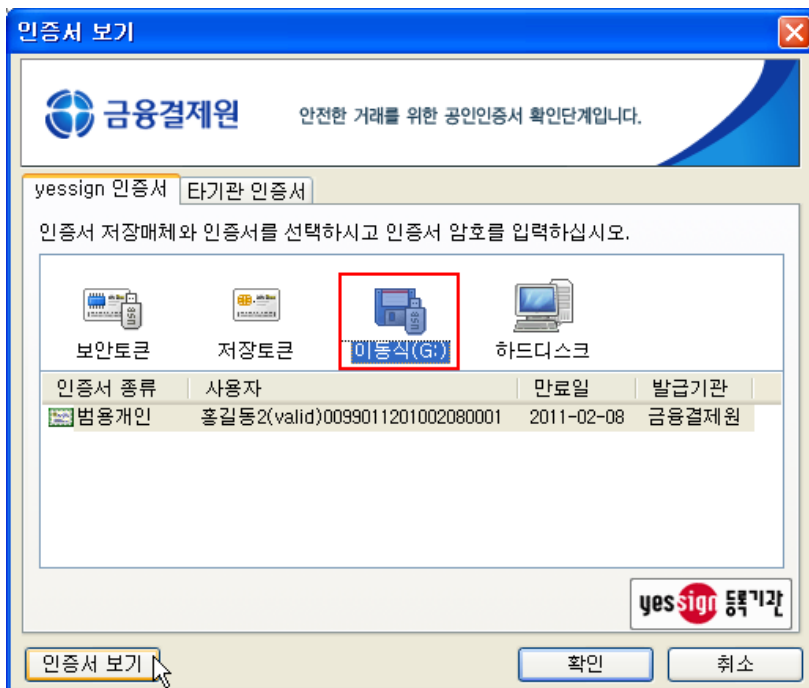 인증서 보기
금융결제원 안전한 거래를 위한 공인인증서 확인단계입니다.
yessign 인증서 타기관 인증서
인증서 저장매체와 인증서를 선택하시고 인증서 암호를 입력하십시오.
보안토큰 저장토큰 이동식(G:) 하드디스크
인증서 종류 사용자 만료일 발급기관
범용개인 홍길동2(valid)0099011201002080001 2011-02-08 금융결제원
yessign 등록기관
인증서 보기 확인 취소